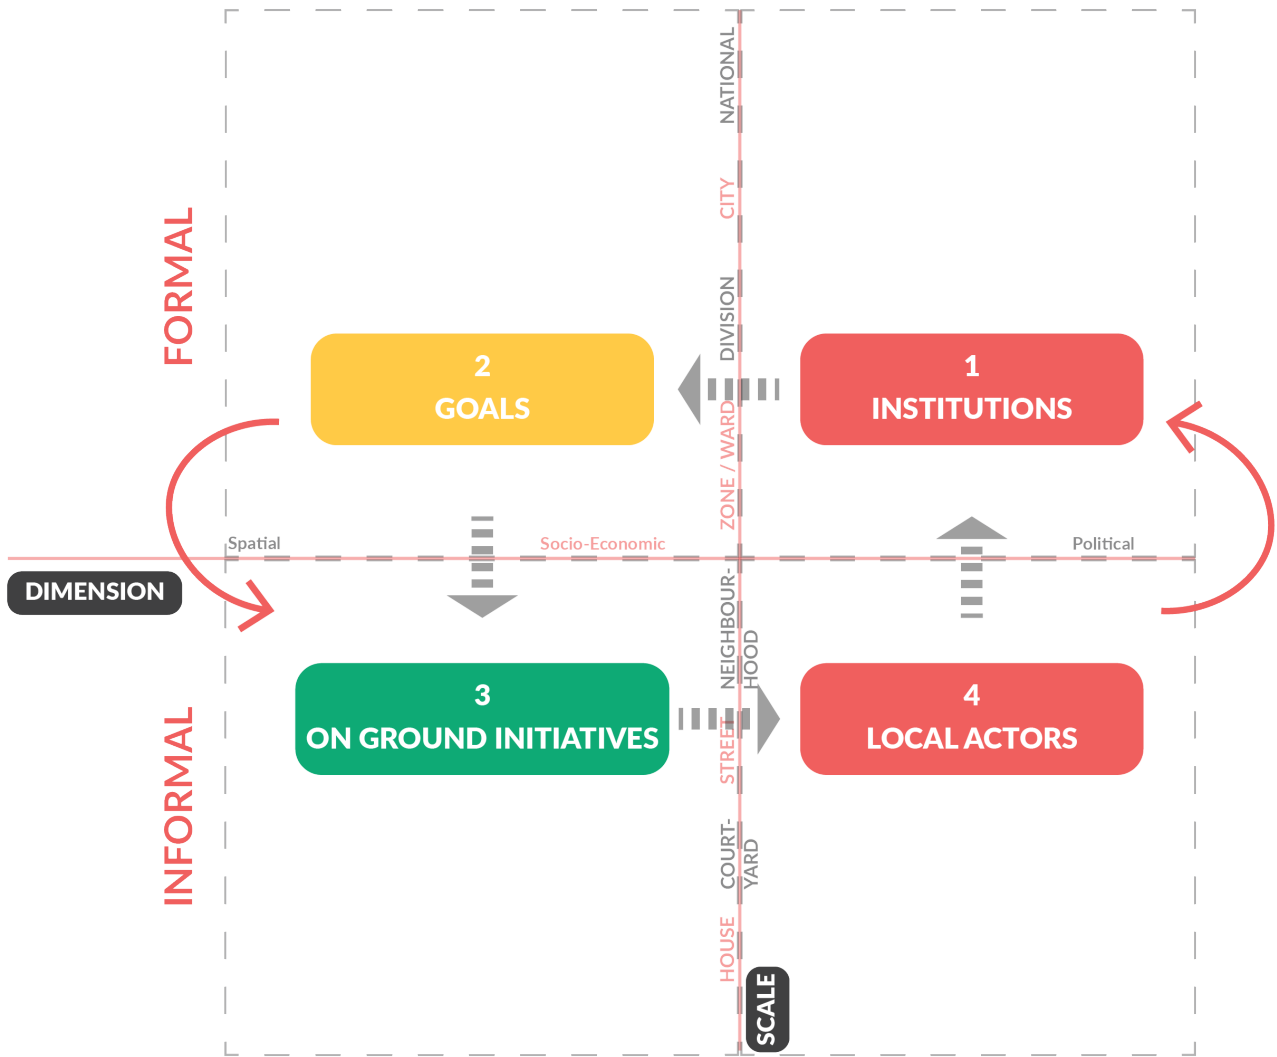 NATIONAL
CITY
DIVISION
ZONE / WARD
FORMAL
2
GOALS
1
INSTITUTIONS
Spatial
Socio-Economic
Political
DIMENSION
NEIGHBOUR-
HOOD
INFORMAL
3
ON GROUND INITIATIVES
4
LOCAL ACTORS
STREET
COURT-
YARD
HOUSE
SCALE